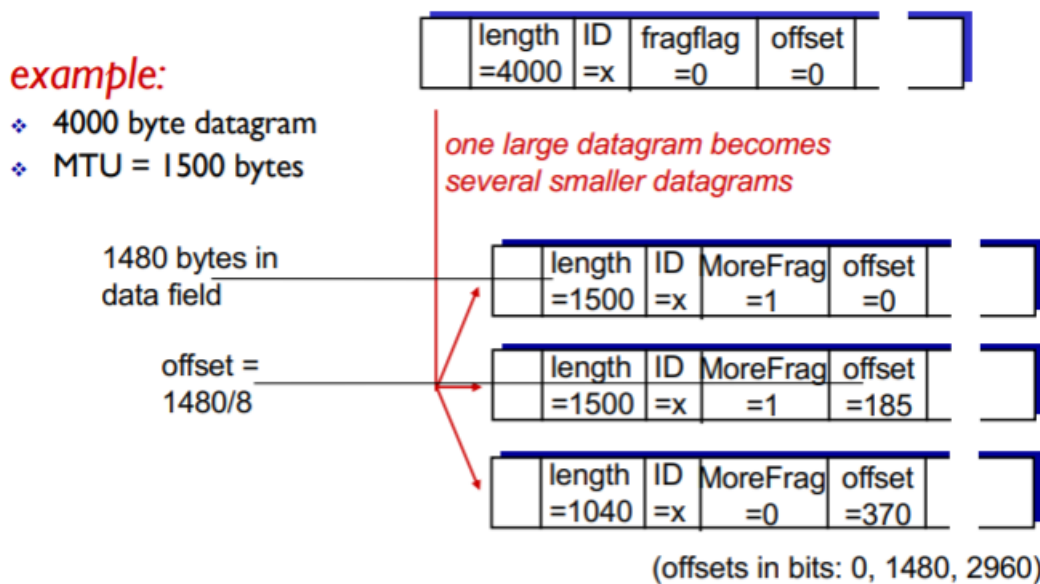 length ID fragflag offset
=4000 =x =0 =0
example:
❖ 4000 byte datagram
❖ MTU = 1500 bytes
one large datagram becomes
several smaller datagrams
1480 bytes in
data field
length ID MoreFrag offset
=1500 =x =1 =0
offset =
1480/8
length ID MoreFrag offset
=1500 =x =1 =185
length ID MoreFrag offset
=1040 =x =0 =370
(offsets in bits: 0, 1480, 2960)